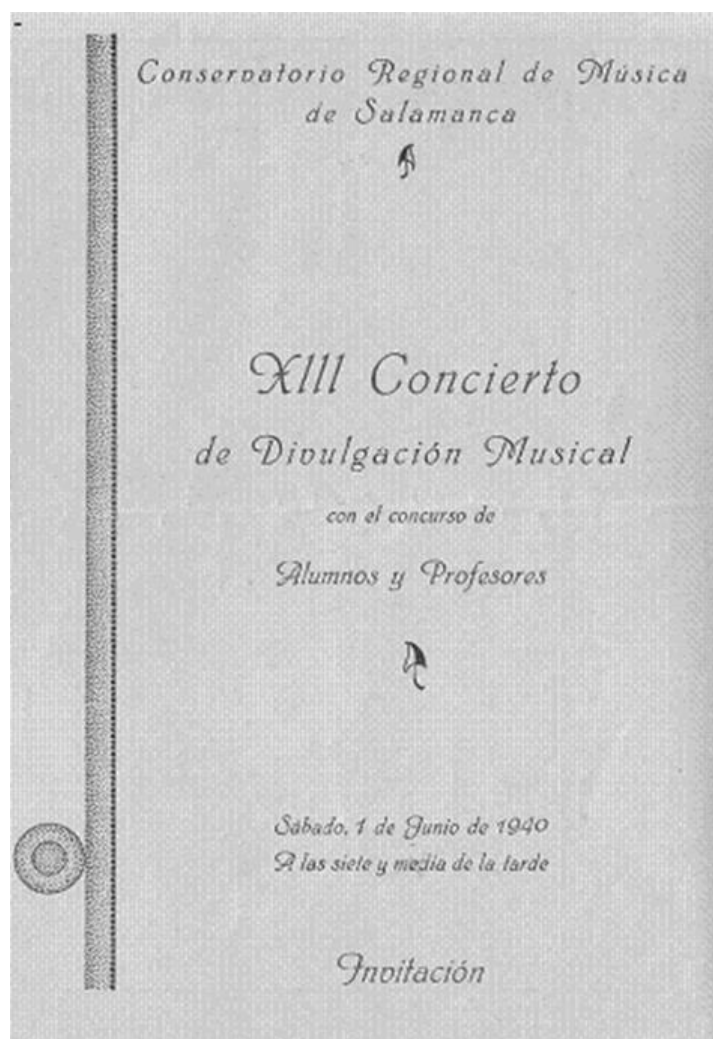 Conservatorio Regional de Música
de Salamanca
XIII Concierto
de Divulgación Musical
con el concurso de
Alumnos y Profesores
Sábado, 1 de Junio de 1940
A las siete y media de la tarde
Invitación